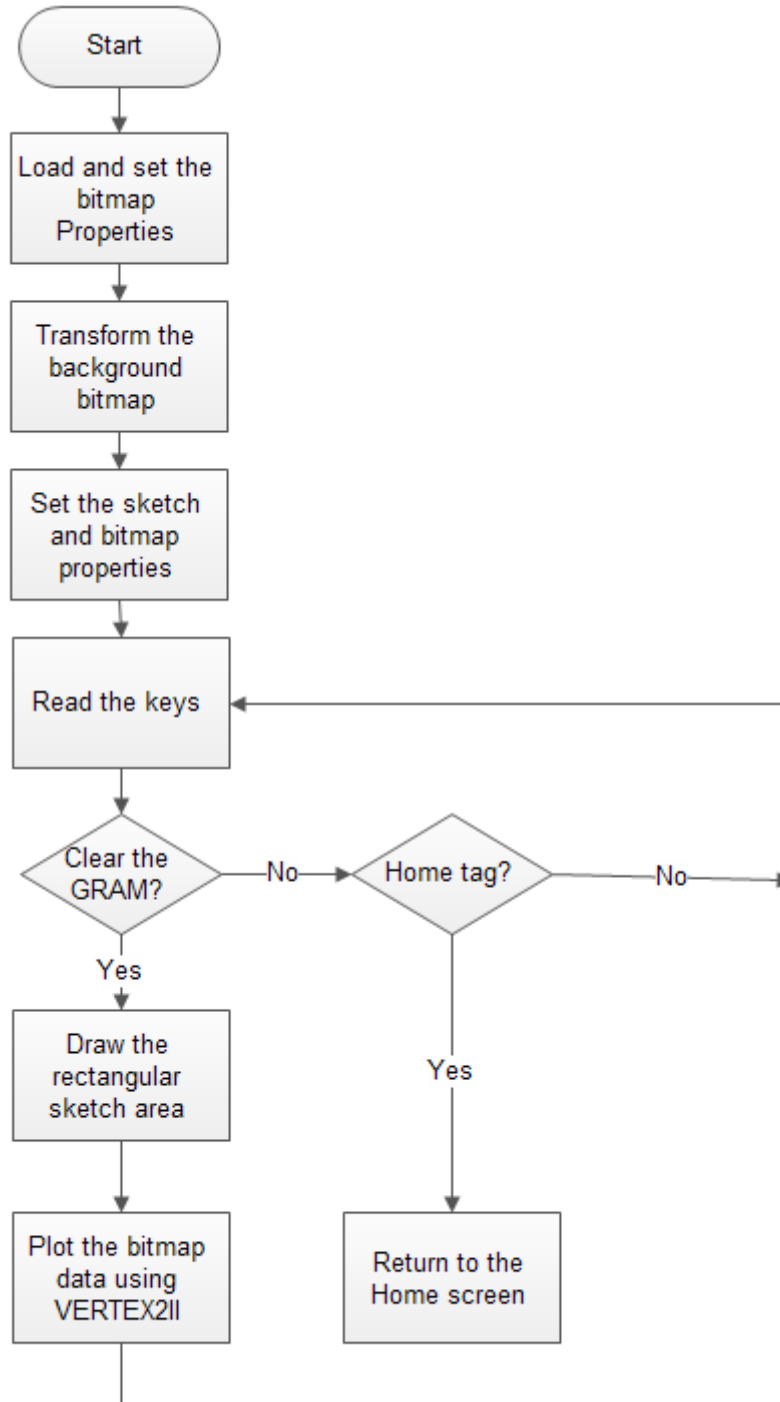 Start
Load and set the
bitmap
Properties
Transform the
background
bitmap
Set the sketch
and bitmap
properties
Read the keys
Clear the
GRAM?
No
Home tag?
No
Yes
Draw the
rectangular
sketch area
Yes
Plot the bitmap
data using
VERTEX2II
Return to the
Home screen